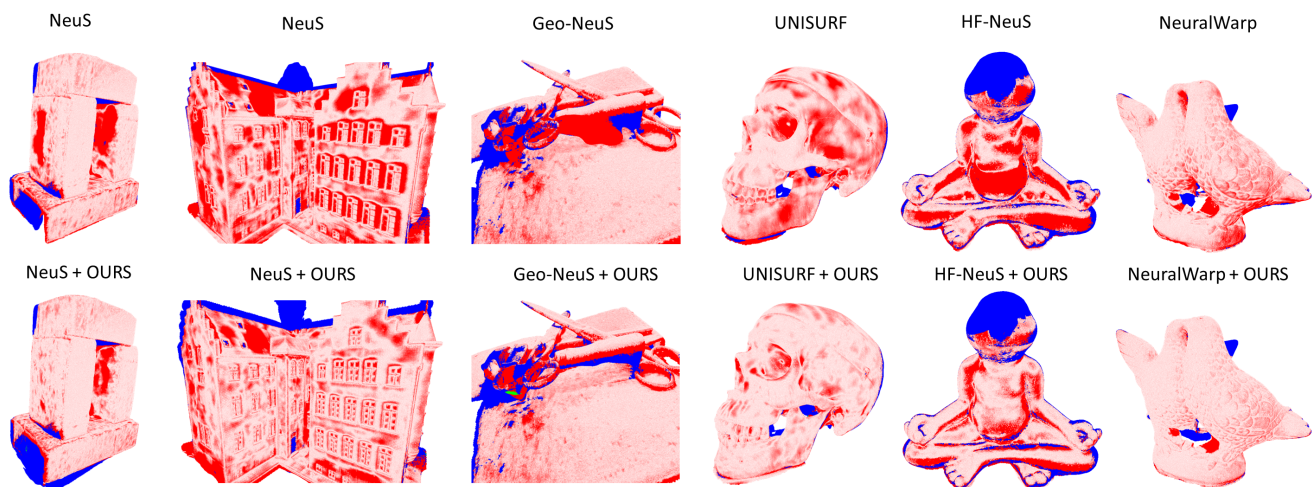 NeuS
NeuS
Geo-NeuS
UNISURF
HF-NeuS
NeuralWarp
NeuS + OURS
NeuS + OURS
Geo-NeuS + OURS
UNISURF + OURS
HF-NeuS + OURS
NeuralWarp + OURS